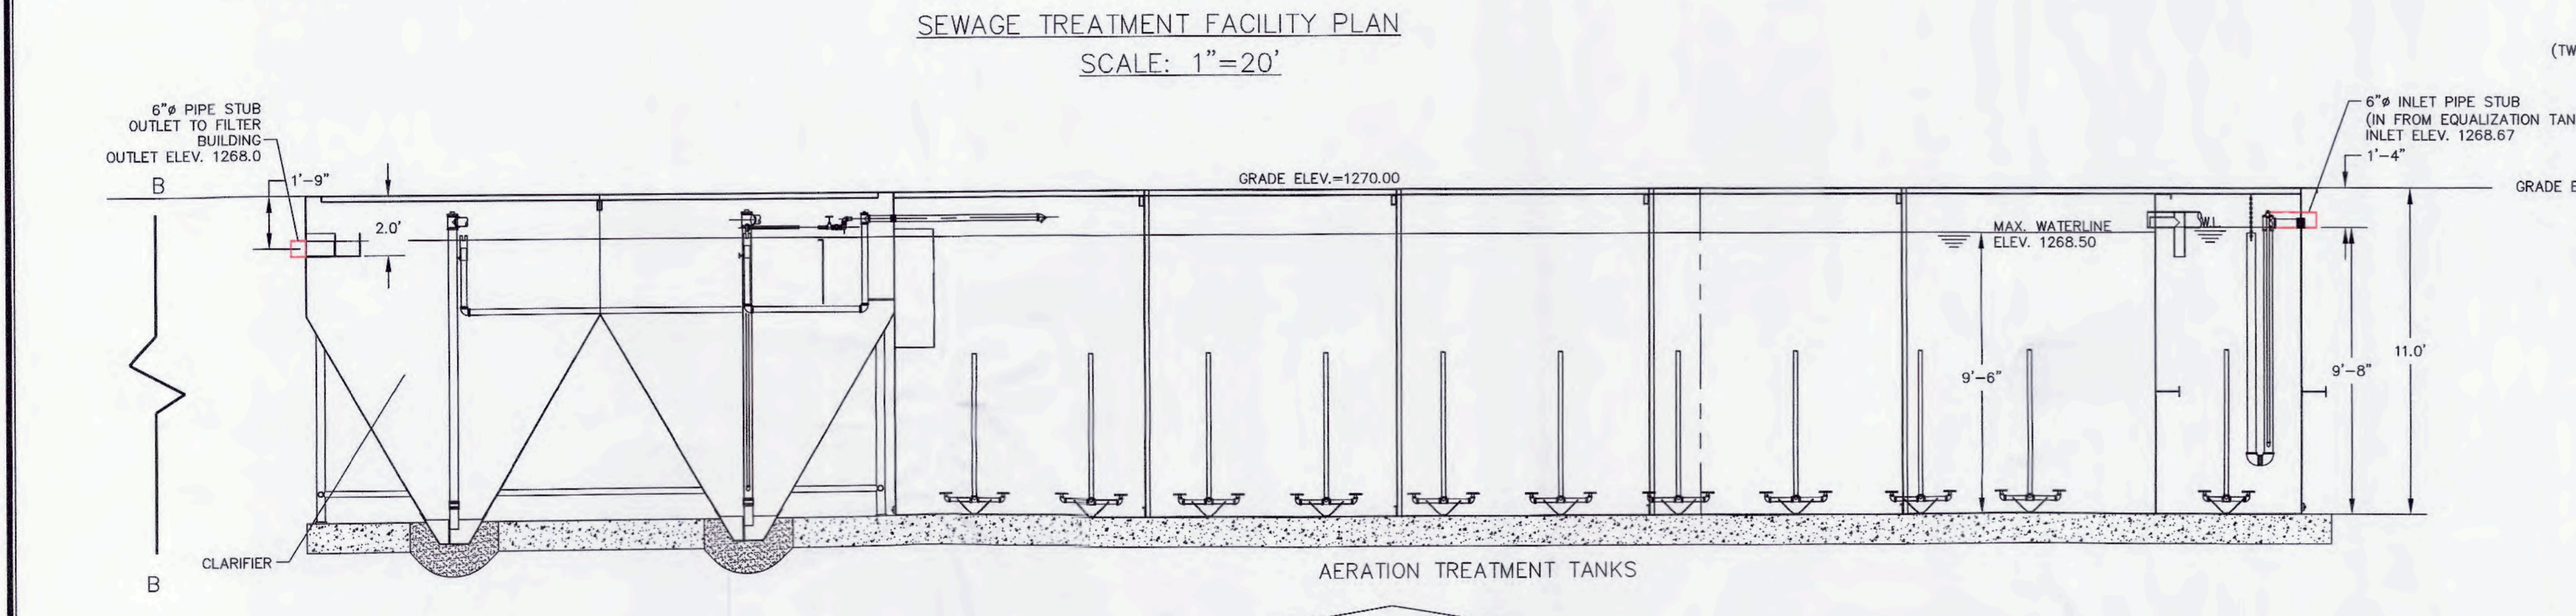 SEWAGE TREATMENT FACILITY PLAN
SCALE: 1"=20'
(TW
6"ø PIPE STUB
OUTLET TO FILTER
BUILDING
OUTLET ELEV. 1268.0
6"ø INLET PIPE STUB
(IN FROM EQUALIZATION TAN
INLET ELEV. 1268.67
1'-4"
B
1'-9"
GRADE ELEV.=1270.00
GRADE E
2.0'
MAX. WATERLINE
ELEV. 1268.50
W.L.
9'-6"
9'-8"
11.0'
CLARIFIER
B
AERATION TREATMENT TANKS